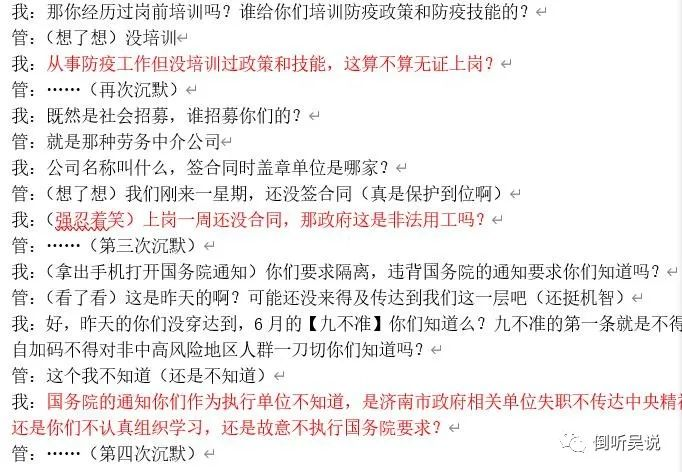 我：那你经历过岗前培训吗？谁给你们培训防疫政策和防疫技能的？
管：（想了想）没培训
我：从事防疫工作但没培训过政策和技能，这算不算无证上岗？
管：……（再次沉默）
我：既然是社会招募，谁招募你们的？
管：就是那种劳务中介公司
我：公司名称叫什么，签合同时盖章单位是哪家？
管：（想了想）我们刚来一星期，还没签合同（真是保护到位啊）
我：（强忍着笑）上岗一周还没合同，那政府这是非法用工吗？
管：……（第三次沉默）
我：（拿出手机打开国务院通知）你们要求隔离，违背国务院的通知要求你们知道吗？
管：（看了看）这是昨天的啊？可能还没来得及传达到我们这一层吧（还挺机智）
我：好，昨天的你们没穿达到，6月的【九不准】你们知道么？九不准的第一条就是不得
自加码不得对非中高风险地区人群一刀切你们知道吗？
管：这个我不知道（还是不知道）
我：国务院的通知你们作为执行单位不知道，是济南市政府相关单位失职不传达中央精
还是你们不认真组织学习，还是故意不执行国务院要求？
管：……（第四次沉默）
倒听吴说